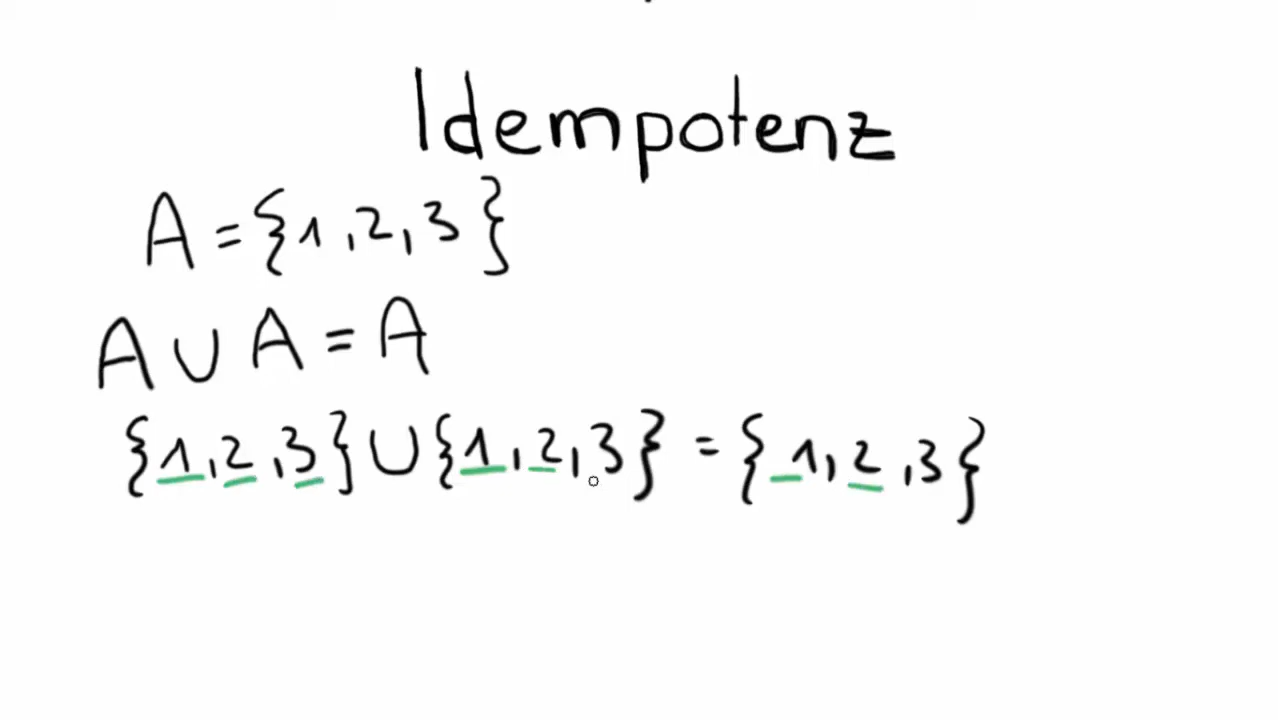 Idempotenz
A = {1,2,3}
A ∪ A = A
{1,2,3} ∪ {1,2,3} = {1,2,3}